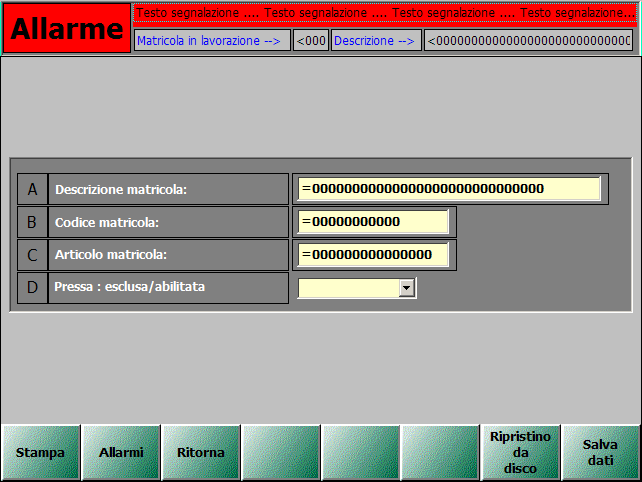 Allarme
Testo segnalazione .... Testo segnalazione .... Testo segnalazione .... Testo segnalazione...
Matricola in lavorazione --> <000 Descrizione --> <0000000000000000000000000000
A Descrizione matricola: =00000000000000000000000000000
B Codice matricola: =00000000000
C Articolo matricola: =000000000000000
D Pressa : esclusa/abilitata
Stampa Allarmi Ritorna Ripristino da disco Salva dati